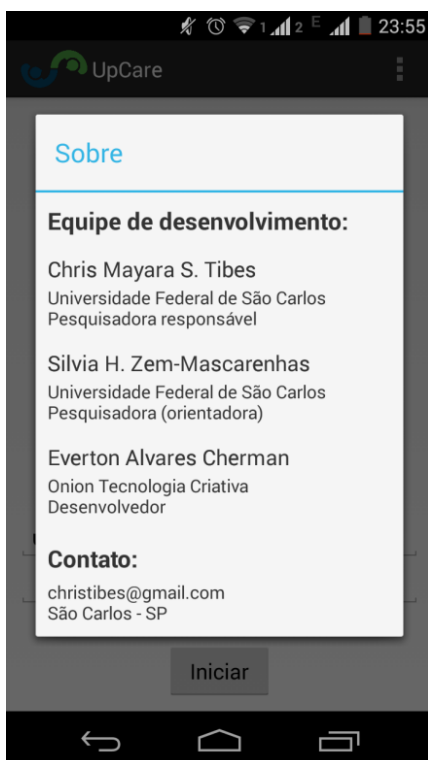 1 2 E 23:55
UpCare
Sobre
Equipe de desenvolvimento:
Chris Mayara S. Tibes
Universidade Federal de São Carlos
Pesquisadora responsável
Silvia H. Zem-Mascarenhas
Universidade Federal de São Carlos
Pesquisadora (orientadora)
Everton Alvares Cherman
Onion Tecnologia Criativa
Desenvolvedor
Contato:
christibes@gmail.com
São Carlos - SP
Iniciar